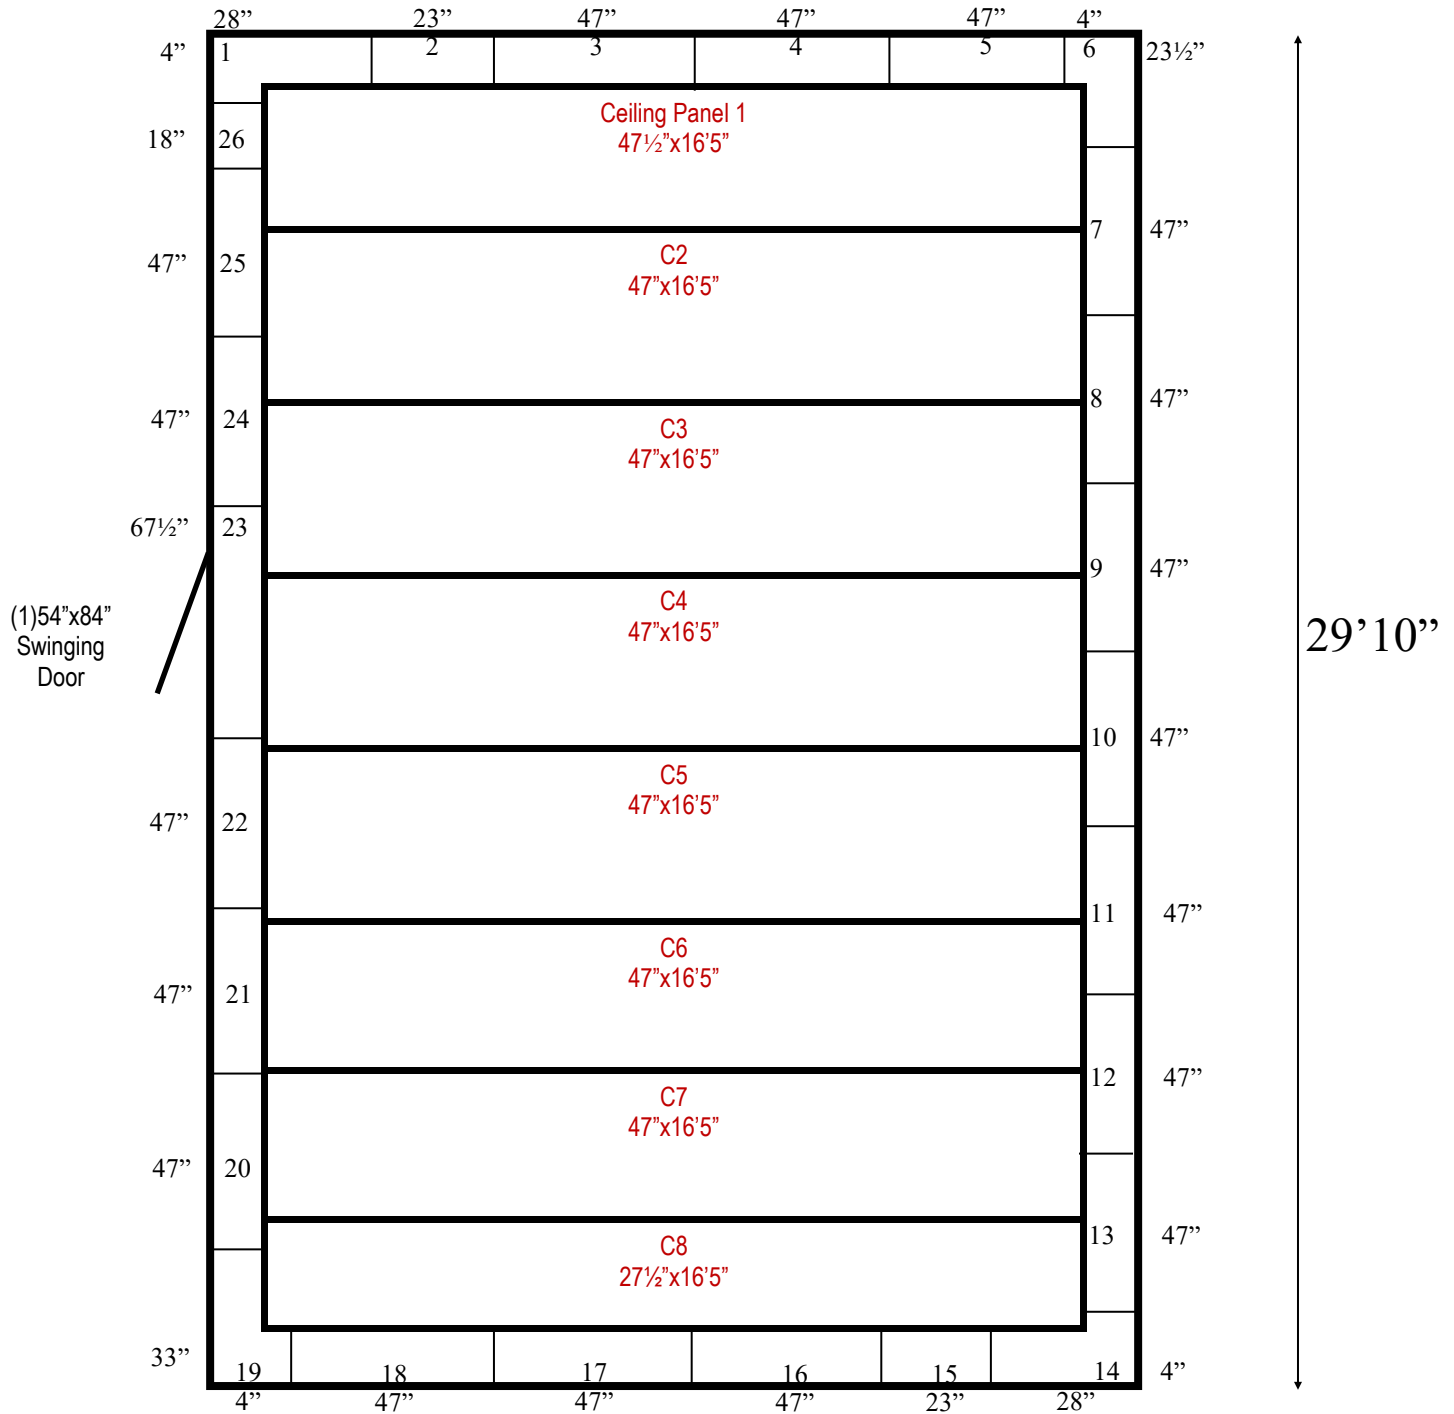 28” 23” 47” 47” 47” 4”
4” 1 2 3 4 5 6 23½”
Ceiling Panel 1
47½”x16’5”
18” 26
7 47”
C2
47”x16’5”
47” 25
8 47”
C3
47”x16’5”
47” 24
67½” 23
9 47”
C4
47”x16’5”
(1)54”x84”
Swinging
Door
29’10”
10 47”
C5
47”x16’5”
47” 22
11 47”
C6
47”x16’5”
47” 21
12 47”
C7
47”x16’5”
47” 20
13 47”
C8
27½”x16’5”
33” 19 18 17 16 15 14 4”
4” 47” 47” 47” 23” 28”